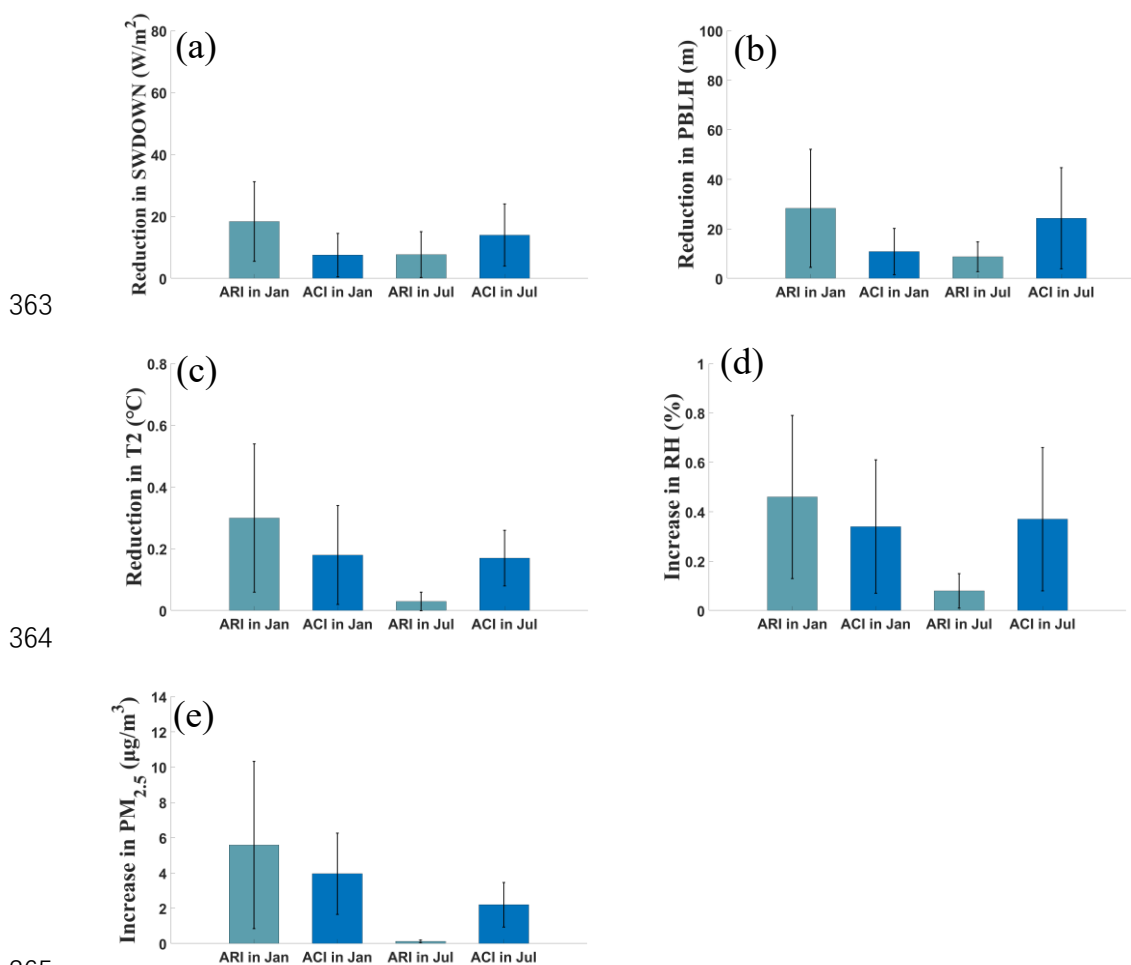 (a)
Reduction in SWDOWN (W/m²)
80
60
40
20
0
ARI in Jan ACI in Jan ARI in Jul ACI in Jul
(b)
Reduction in PBLH (m)
100
80
60
40
20
0
ARI in Jan ACI in Jan ARI in Jul ACI in Jul
363
(c)
Reduction in T2 (°C)
0.8
0.6
0.4
0.2
0
ARI in Jan ACI in Jan ARI in Jul ACI in Jul
(d)
Increase in RH (%)
1
0.8
0.6
0.4
0.2
0
ARI in Jan ACI in Jan ARI in Jul ACI in Jul
364
(e)
Increase in PM2.5 (μg/m³)
14
12
10
8
6
4
2
0
ARI in Jan ACI in Jan ARI in Jul ACI in Jul